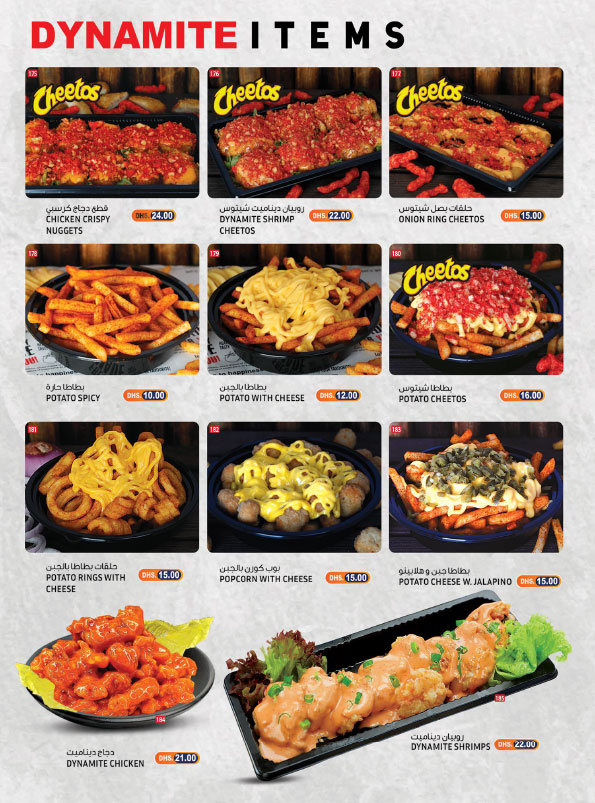 DYNAMITE ITEMS
175
Cheetos
176
Cheetos
177
Cheetos
قطع دجاج كرسبي
CHICKEN CRISPY
NUGGETS
DHS. 24.00
روبيان ديناميت شيتوس
DYNAMITE SHRIMP
CHEETOS
DHS. 22.00
حلقات بصل شيتوس
ONION RING CHEETOS
DHS. 15.00
178
179
180
Cheetos
بطاطا حارة
POTATO SPICY
DHS. 10.00
بطاطا بالجبن
POTATO WITH CHEESE
DHS. 12.00
بطاطا شيتوس
POTATO CHEETOS
DHS. 16.00
181
182
183
حلقات بطاطا بالجبن
POTATO RINGS WITH
CHEESE
DHS. 15.00
بوب كورن بالجبن
POPCORN WITH CHEESE
DHS. 15.00
بطاطا جبن و هلابينو
POTATO CHEESE W. JALAPINO
DHS. 15.00
184
دجاج ديناميت
DYNAMITE CHICKEN
DHS. 21.00
185
روبيان ديناميت
DYNAMITE SHRIMPS
DHS. 22.00